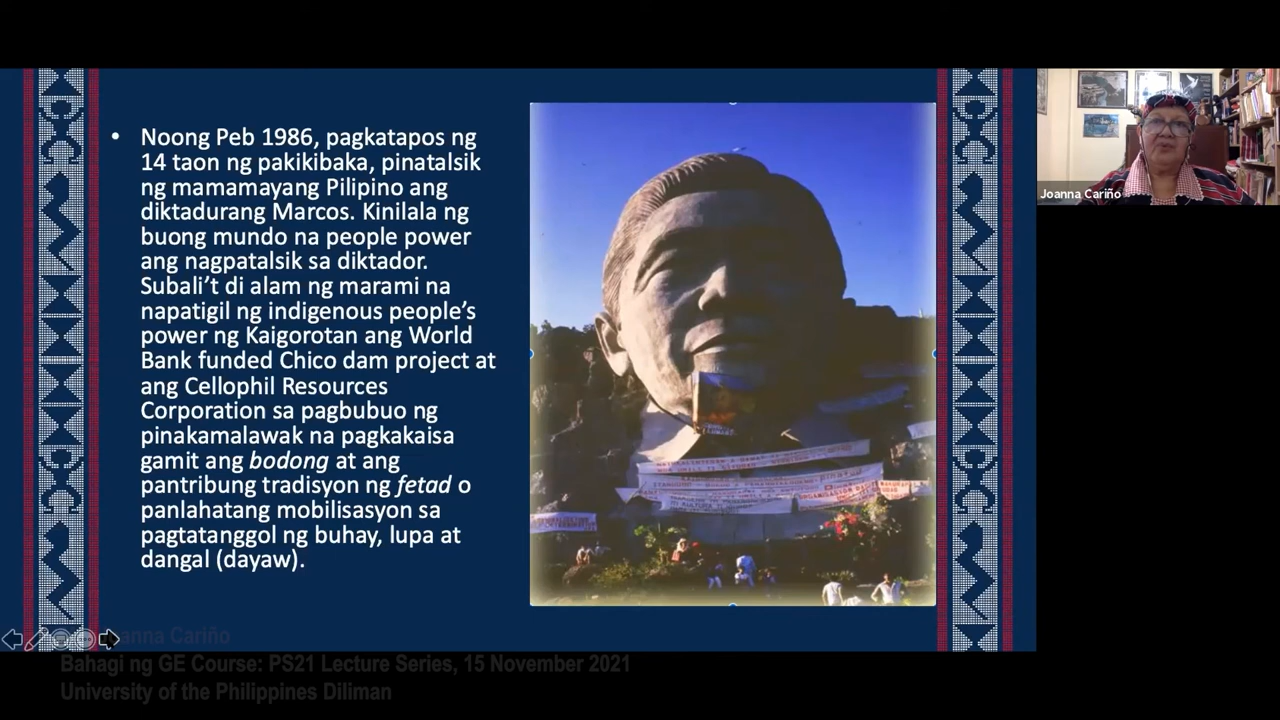 • Noong Peb 1986, pagkatapos ng
14 taon ng pakikibaka, pinatalsik
ng mamamayang Pilipino ang
diktadurang Marcos. Kinilala ng
buong mundo na people power
ang nagpatalsik sa diktador.
Subali't di alam ng marami na
napatigil ng indigenous people's
power ng Kaigorotan ang World
Bank funded Chico dam project at
ang Cellophil Resources
Corporation sa pagbubuo ng
pinakamalawak na pagkakaisa
gamit ang bodong at ang
pantribung tradisyon ng fetad o
panlahatang mobilisasyon sa
pagtatanggol ng buhay, lupa at
dangal (dayaw).
Joanna Cariño
anna Cariño
Bahagi ng GE Course: PS21 Lecture Series, 15 November 2021
University of the Philippines Diliman